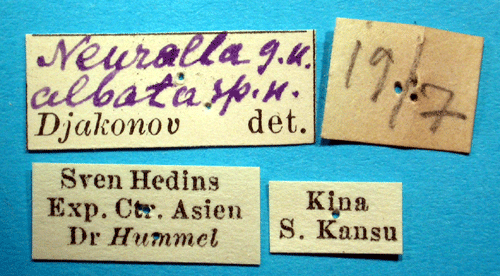 Neuralla g.n.
albata sp.n.
Djakonov det.
19/7
Sven Hedins
Exp. Ctr. Asien
Dr Hummel
Kina
S. Kansu